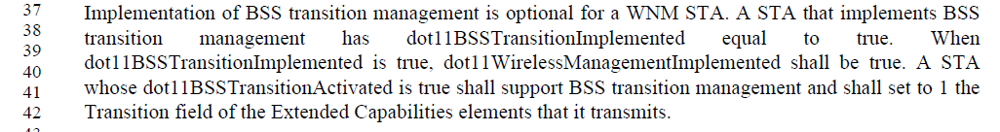 37 Implementation of BSS transition management is optional for a WNM STA. A STA that implements BSS
38 transition management has dot11BSSTransitionImplemented equal to true. When
39 dot11BSSTransitionImplemented is true, dot11WirelessManagementImplemented shall be true. A STA
40 whose dot11BSSTransitionActivated is true shall support BSS transition management and shall set to 1 the
41 Transition field of the Extended Capabilities elements that it transmits.
42